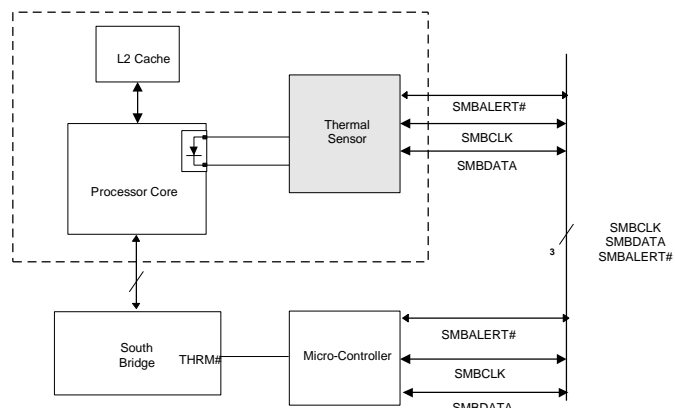 L2 Cache
Thermal
Sensor
Processor Core
SMBALERT#
SMBCLK
SMBDATA
3
SMBCLK
SMBDATA
SMBALERT#
South
Bridge
THRM#
Micro-Controller
SMBALERT#
SMBCLK
SMBDATA